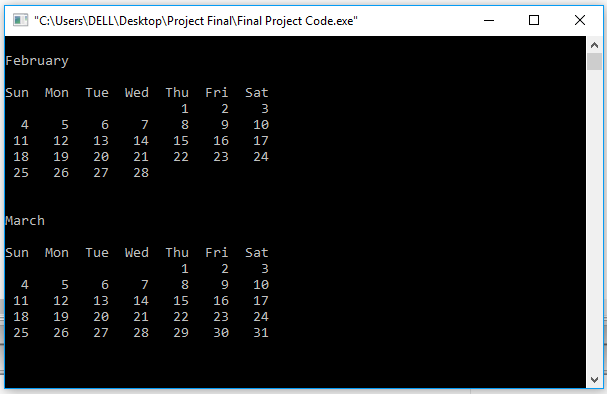 "C:\Users\DELL\Desktop\Project Final\Final Project Code.exe"
February
Sun Mon Tue Wed Thu Fri Sat
1 2 3
4 5 6 7 8 9 10
11 12 13 14 15 16 17
18 19 20 21 22 23 24
25 26 27 28
March
Sun Mon Tue Wed Thu Fri Sat
1 2 3
4 5 6 7 8 9 10
11 12 13 14 15 16 17
18 19 20 21 22 23 24
25 26 27 28 29 30 31